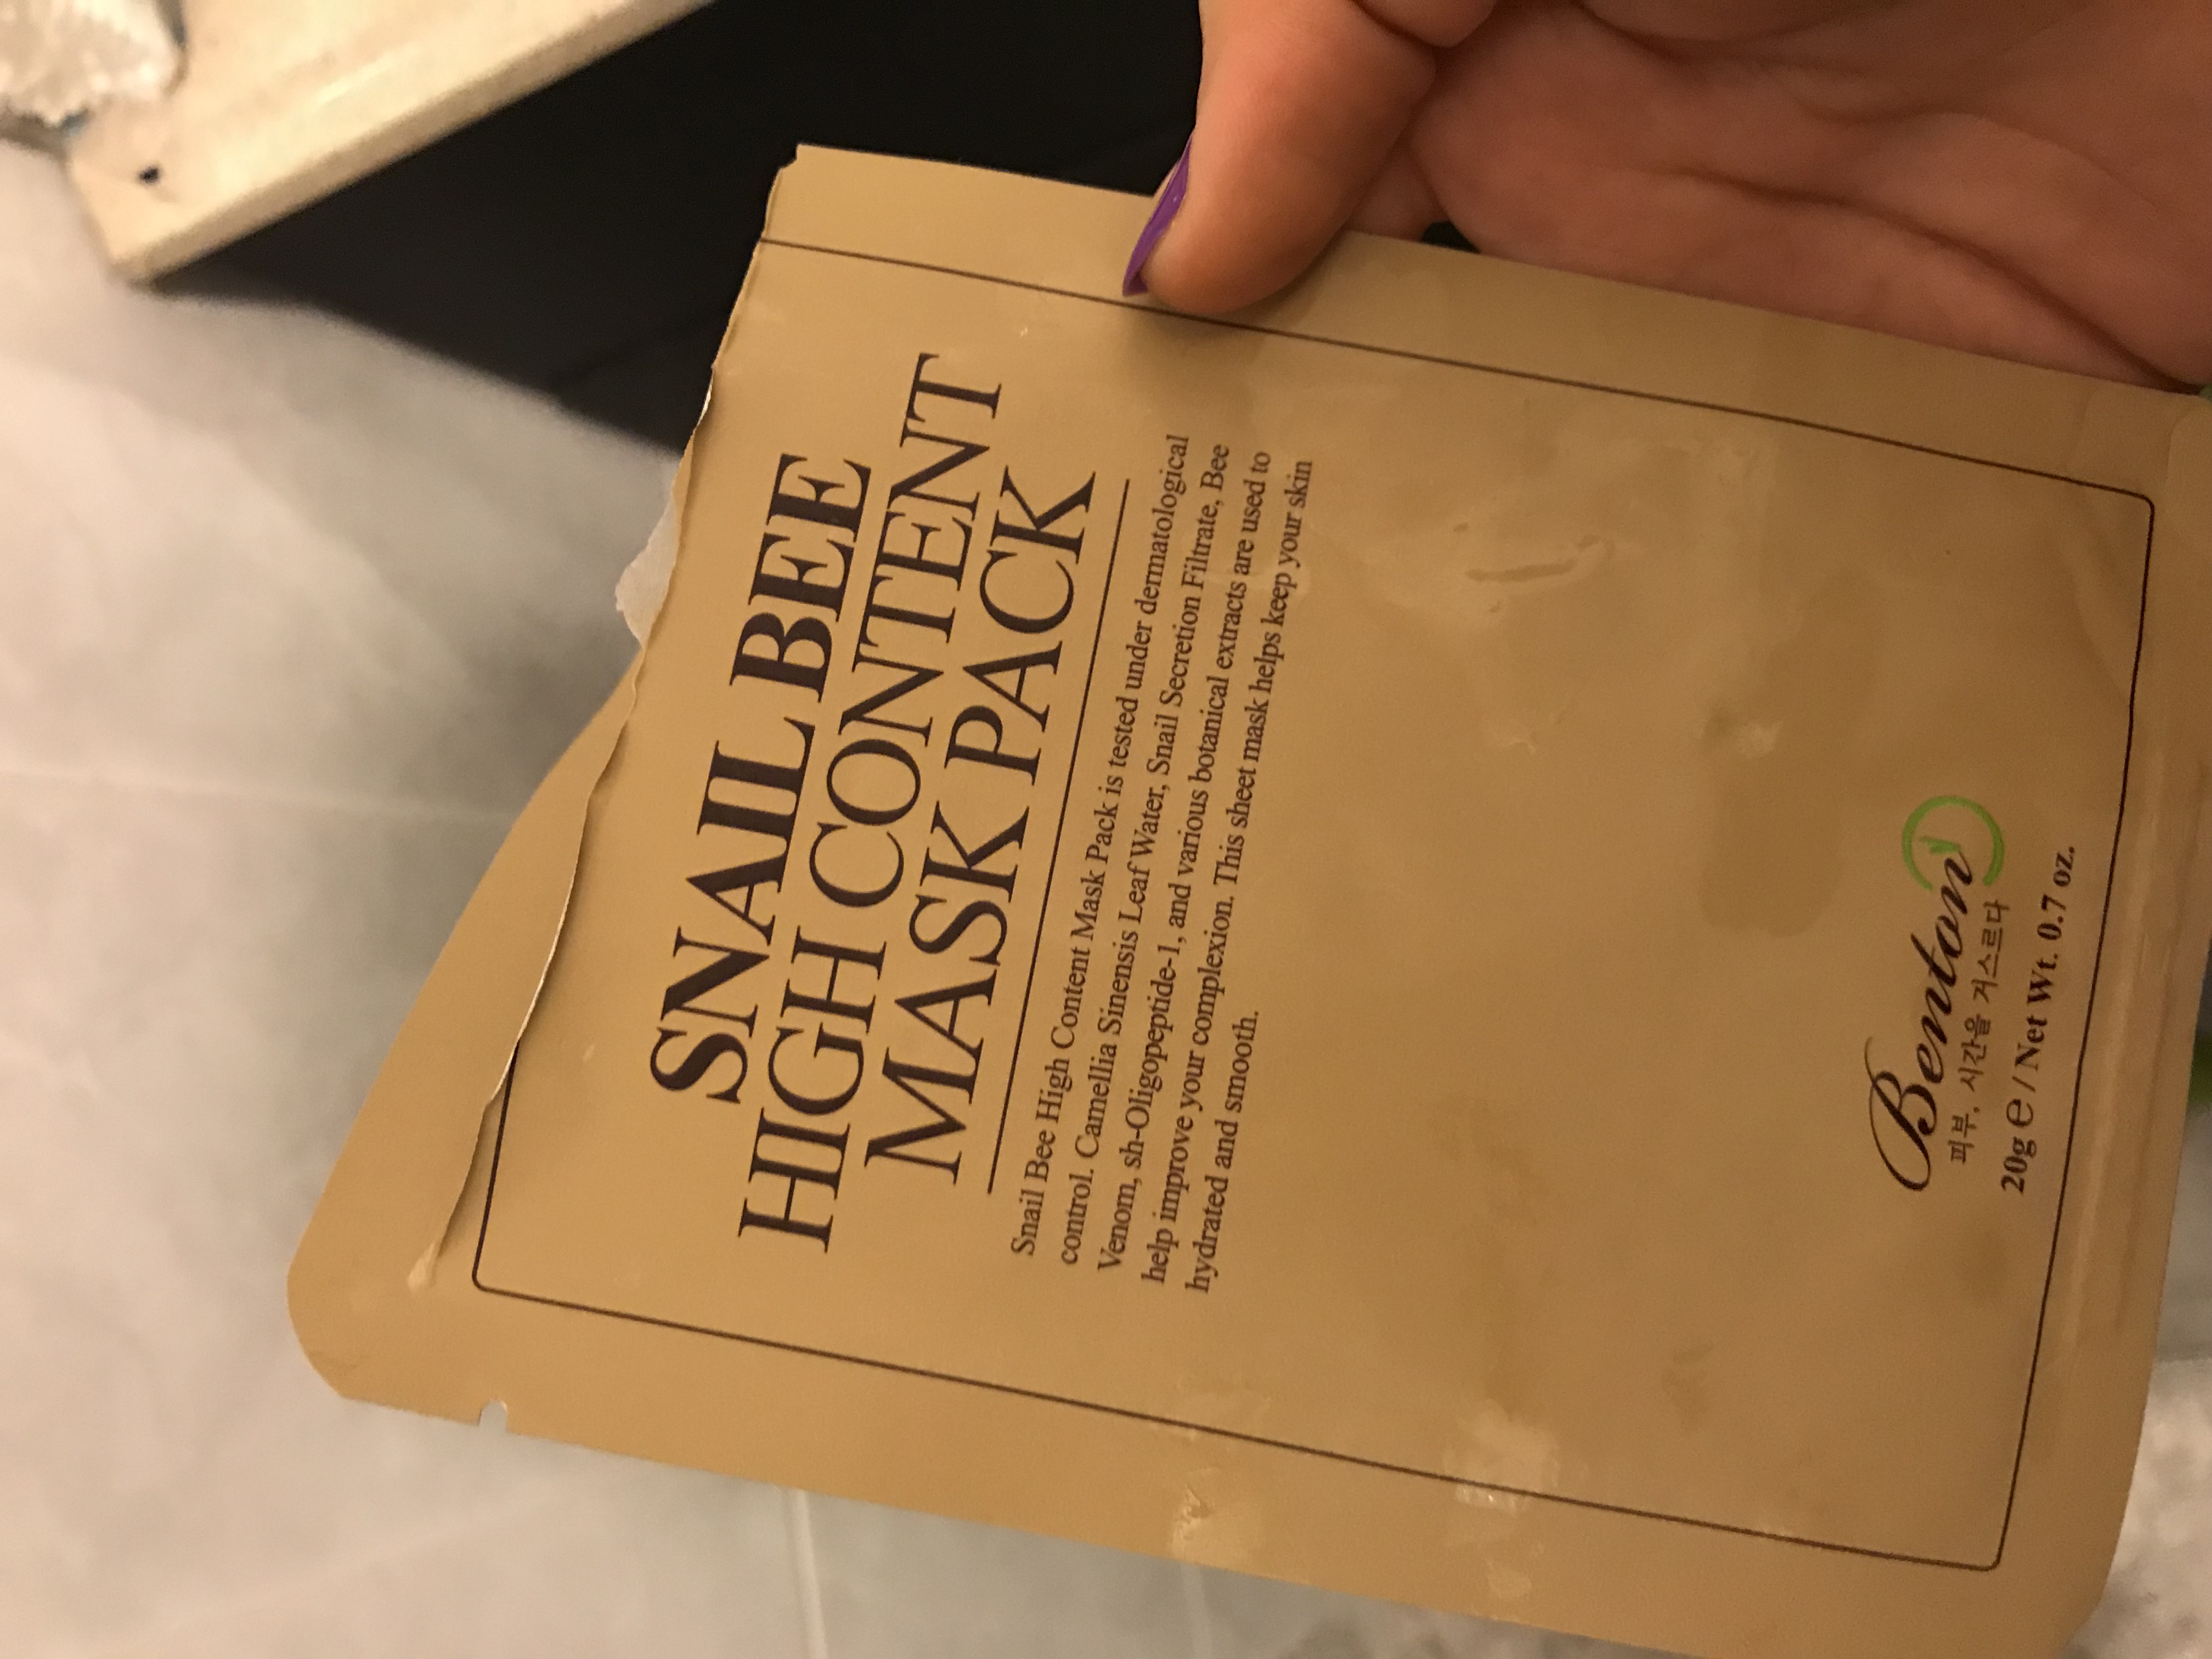 SNAIL BEE
HIGH CONTENT
MASK PACK
Snail Bee High Content Mask Pack is tested under dermatological
control. Camellia Sinensis Leaf Water, Snail Secretion Filtrate, Bee
Venom, sh-Oligopeptide-1, and various botanical extracts are used to
help improve your complexion. This sheet mask helps keep your skin
hydrated and smooth.
Benton
피부, 시간을 거스르다
20g ℮ / Net Wt. 0.7 oz.